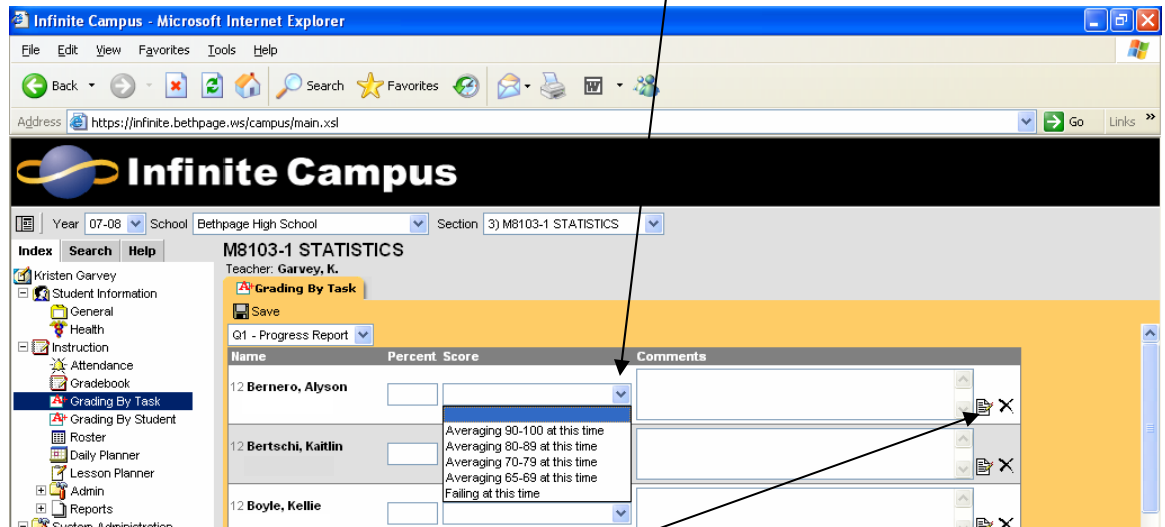 Infinite Campus - Microsoft Internet Explorer
File Edit View Favorites Tools Help
Back Search Favorites
Address https://infinite.bethpage.ws/campus/main.xsl Go Links »
Infinite Campus
Year 07-08 School Bethpage High School Section 3) M8103-1 STATISTICS
Index Search Help
M8103-1 STATISTICS
Teacher: Garvey, K.
Kristen Garvey
Student Information
General
Health
Instruction
Attendance
Gradebook
Grading By Task
Grading By Student
Roster
Daily Planner
Lesson Planner
Admin
Reports
System Administration
Grading By Task
Save
Q1 - Progress Report
Name Percent Score Comments
12 Bernero, Alyson
Averaging 90-100 at this time
Averaging 80-89 at this time
Averaging 70-79 at this time
Averaging 65-69 at this time
Failing at this time
12 Bertschi, Kaitlin
12 Boyle, Kellie